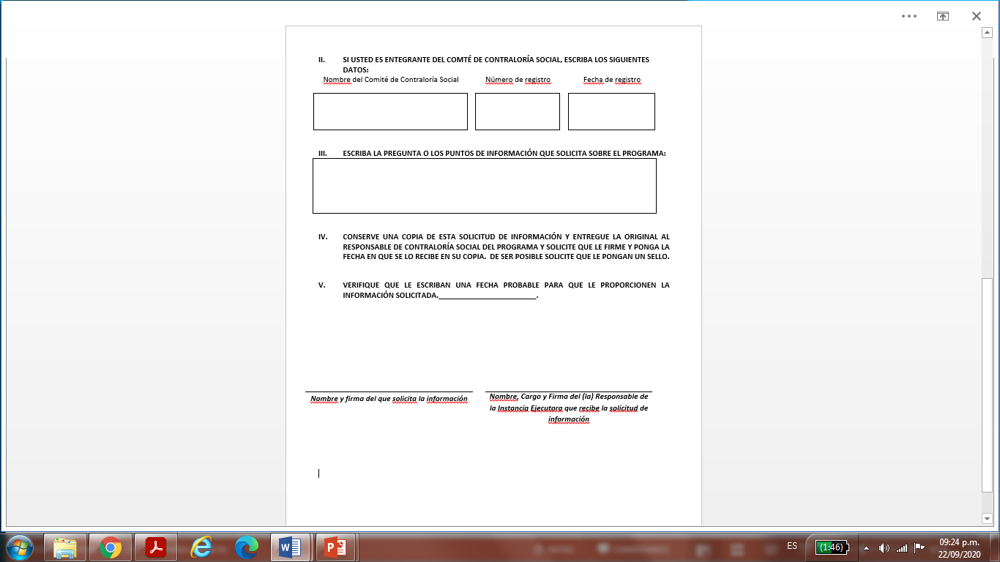 II. SI USTED ES ENTEGRANTE DEL COMTÉ DE CONTRALORÍA SOCIAL, ESCRIBA LOS SIGUIENTES
DATOS:
Nombre del Comité de Contraloría Social Número de registro Fecha de registro
III. ESCRIBA LA PREGUNTA O LOS PUNTOS DE INFORMACIÓN QUE SOLICITA SOBRE EL PROGRAMA:
IV. CONSERVE UNA COPIA DE ESTA SOLICITUD DE INFORMACIÓN Y ENTREGUE LA ORIGINAL AL
RESPONSABLE DE CONTRALORÍA SOCIAL DEL PROGRAMA Y SOLICITE QUE LE FIRME Y PONGA LA
FECHA EN QUE SE LO RECIBE EN SU COPIA. DE SER POSIBLE SOLICITE QUE LE PONGAN UN SELLO.
V. VERIFIQUE QUE LE ESCRIBAN UNA FECHA PROBABLE PARA QUE LE PROPORCIONEN LA
INFORMACIÓN SOLICITADA.________________________.
Nombre y firma del que solicita la información
Nombre, Cargo y Firma del (la) Responsable de
la Instancia Ejecutora que recibe la solicitud de
información
ES (1:46) 09:24 p.m.
22/09/2020